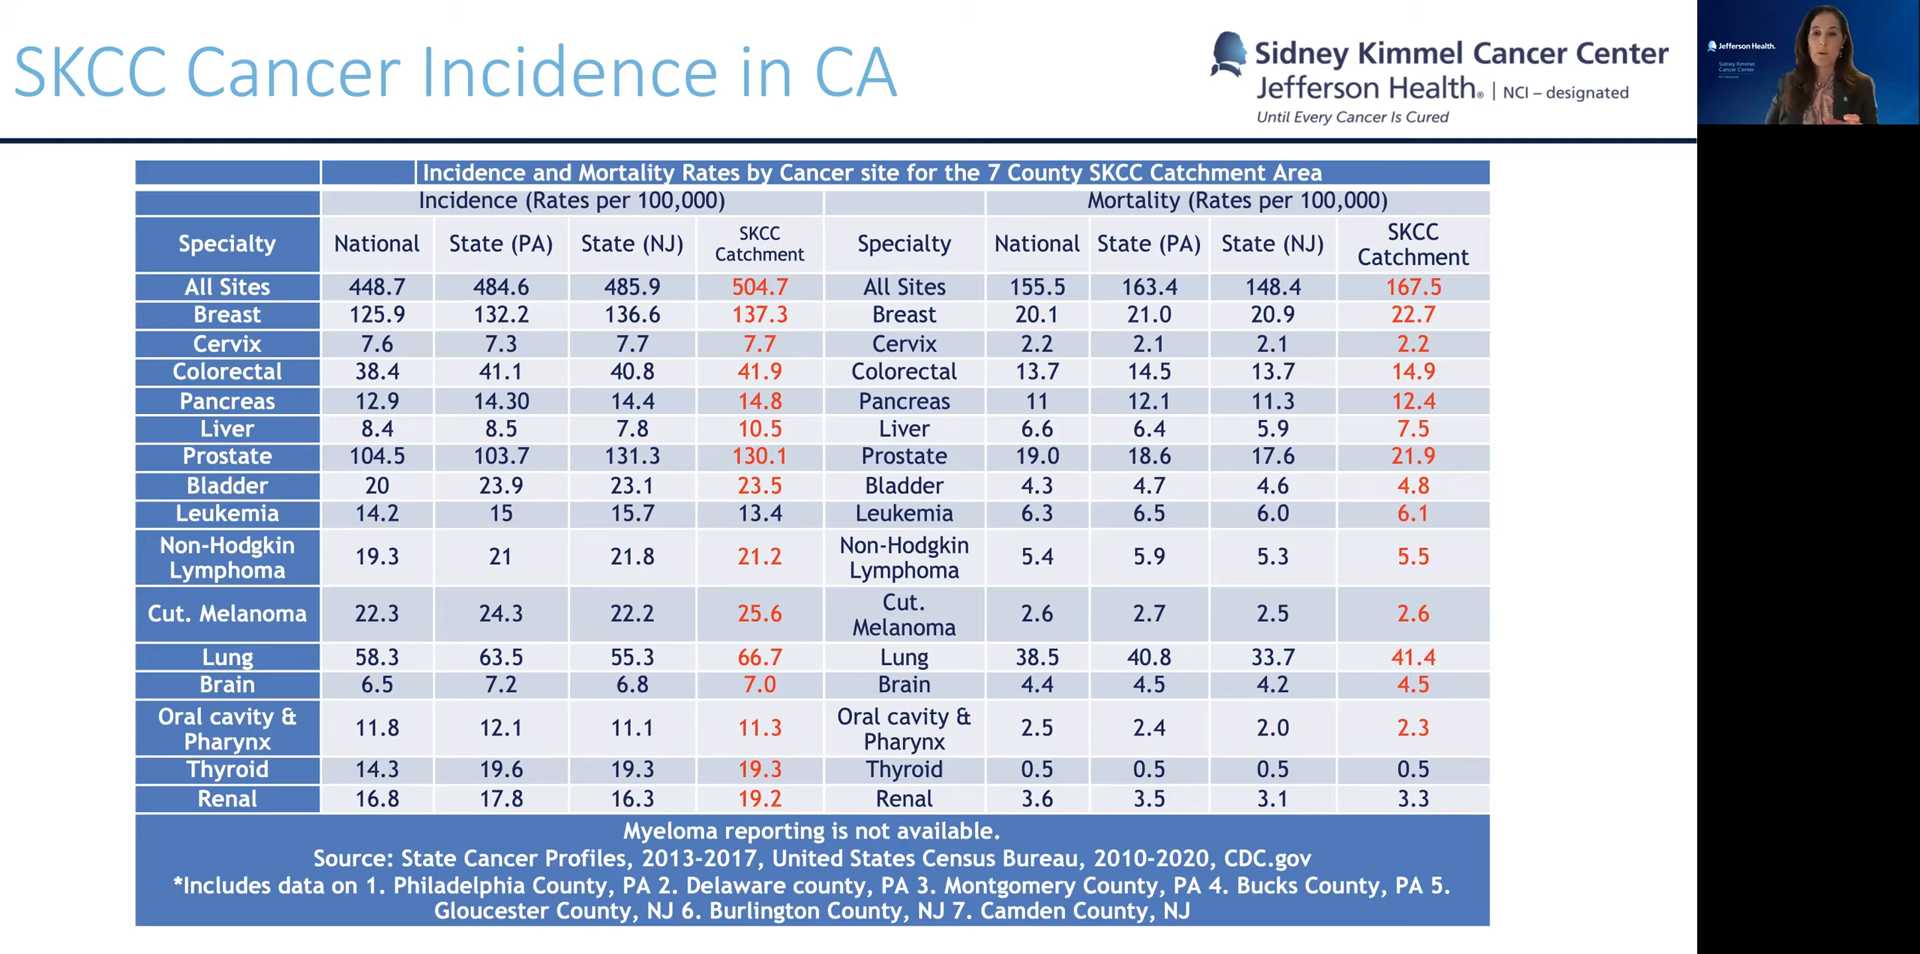 SKCC Cancer Incidence in CA
Sidney Kimmel Cancer Center
Jefferson Health® | NCI – designated
Until Every Cancer Is Cured
Jefferson Health.
Sidney Kimmel
Cancer Center
Incidence and Mortality Rates by Cancer site for the 7 County SKCC Catchment Area
Incidence (Rates per 100,000) Mortality (Rates per 100,000)
Specialty National State (PA) State (NJ) SKCC Catchment Specialty National State (PA) State (NJ) SKCC Catchment
All Sites 448.7 484.6 485.9 504.7 All Sites 155.5 163.4 148.4 167.5
Breast 125.9 132.2 136.6 137.3 Breast 20.1 21.0 20.9 22.7
Cervix 7.6 7.3 7.7 7.7 Cervix 2.2 2.1 2.1 2.2
Colorectal 38.4 41.1 40.8 41.9 Colorectal 13.7 14.5 13.7 14.9
Pancreas 12.9 14.30 14.4 14.8 Pancreas 11 12.1 11.3 12.4
Liver 8.4 8.5 7.8 10.5 Liver 6.6 6.4 5.9 7.5
Prostate 104.5 103.7 131.3 130.1 Prostate 19.0 18.6 17.6 21.9
Bladder 20 23.9 23.1 23.5 Bladder 4.3 4.7 4.6 4.8
Leukemia 14.2 15 15.7 13.4 Leukemia 6.3 6.5 6.0 6.1
Non-Hodgkin Lymphoma 19.3 21 21.8 21.2 Non-Hodgkin Lymphoma 5.4 5.9 5.3 5.5
Cut. Melanoma 22.3 24.3 22.2 25.6 Cut. Melanoma 2.6 2.7 2.5 2.6
Lung 58.3 63.5 55.3 66.7 Lung 38.5 40.8 33.7 41.4
Brain 6.5 7.2 6.8 7.0 Brain 4.4 4.5 4.2 4.5
Oral cavity & Pharynx 11.8 12.1 11.1 11.3 Oral cavity & Pharynx 2.5 2.4 2.0 2.3
Thyroid 14.3 19.6 19.3 19.3 Thyroid 0.5 0.5 0.5 0.5
Renal 16.8 17.8 16.3 19.2 Renal 3.6 3.5 3.1 3.3
Myeloma reporting is not available.
Source: State Cancer Profiles, 2013-2017, United States Census Bureau, 2010-2020, CDC.gov
*Includes data on 1. Philadelphia County, PA 2. Delaware county, PA 3. Montgomery County, PA 4. Bucks County, PA 5.
Gloucester County, NJ 6. Burlington County, NJ 7. Camden County, NJ